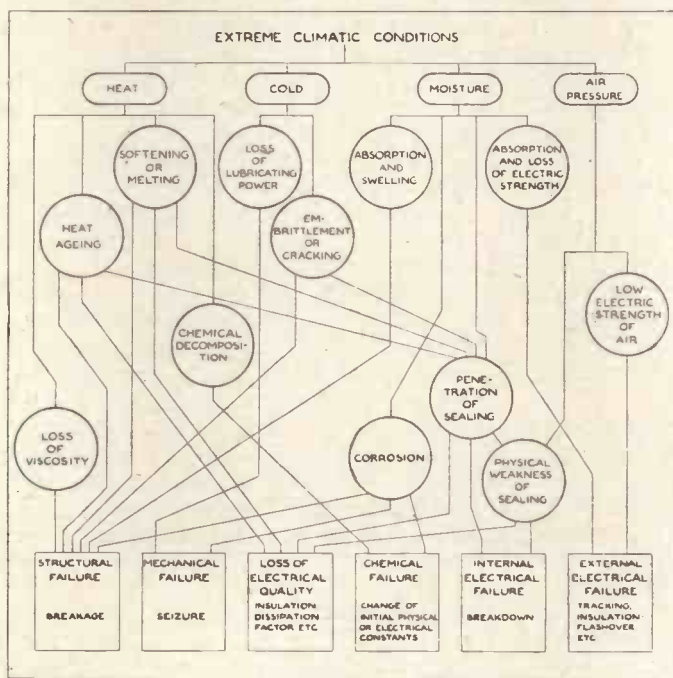 EXTREME CLIMATIC CONDITIONS
HEAT
COLD
MOISTURE
AIR
PRESSURE
SOFTENING
OR
MELTING
LOSS
OF
LUBRICATING
POWER
ABSORPTION
AND
SWELLING
ABSORPTION
AND LOSS
OF ELECTRIC
STRENGTH
HEAT
AGEING
EM-
BRITTLEMENT
OR
CRACKING
LOW
ELECTRIC
STRENGTH
OF
AIR
CHEMICAL
DECOMPOSI-
TION
PENE-
TRATION
OF
SEALING
LOSS
OF
VISCOSITY
CORROSION
PHYSICAL
WEAKNESS
OF
SEALING
STRUCTURAL
FAILURE
BREAKAGE
MECHANICAL
FAILURE
SEIZURE
LOSS OF
ELECTRICAL
QUALITY
INSULATION
DISSIPATION
FACTOR ETC
CHEMICAL
FAILURE
CHANGE OF
INITIAL PHYSICAL
OR ELECTRICAL
CONSTANTS
INTERNAL
ELECTRICAL
FAILURE
BREAKDOWN
EXTERNAL
ELECTRICAL
FAILURE
TRACKING,
INSULATION-
FLASHOVER
ETC